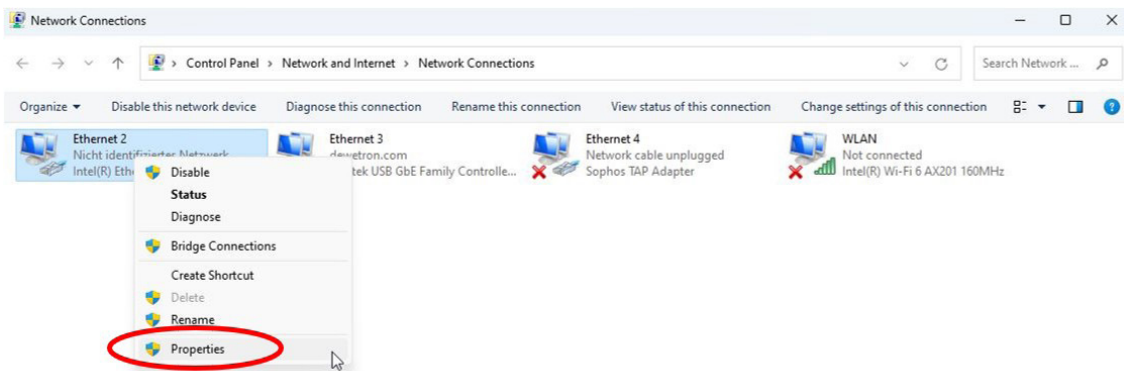 Network Connections
Control Panel > Network and Internet > Network Connections
Search Network ...
Organize Disable this network device Diagnose this connection Rename this connection View status of this connection Change settings of this connection
Ethernet 2
Nicht identifiziertes Netzwerk
Intel(R)
Ethernet 3
dewetron.com
USB GbE Family Controlle...
Ethernet 4
Network cable unplugged
Sophos TAP Adapter
WLAN
Not connected
Intel(R) Wi-Fi 6 AX201 160MHz
Disable
Status
Diagnose
Bridge Connections
Create Shortcut
Delete
Rename
Properties